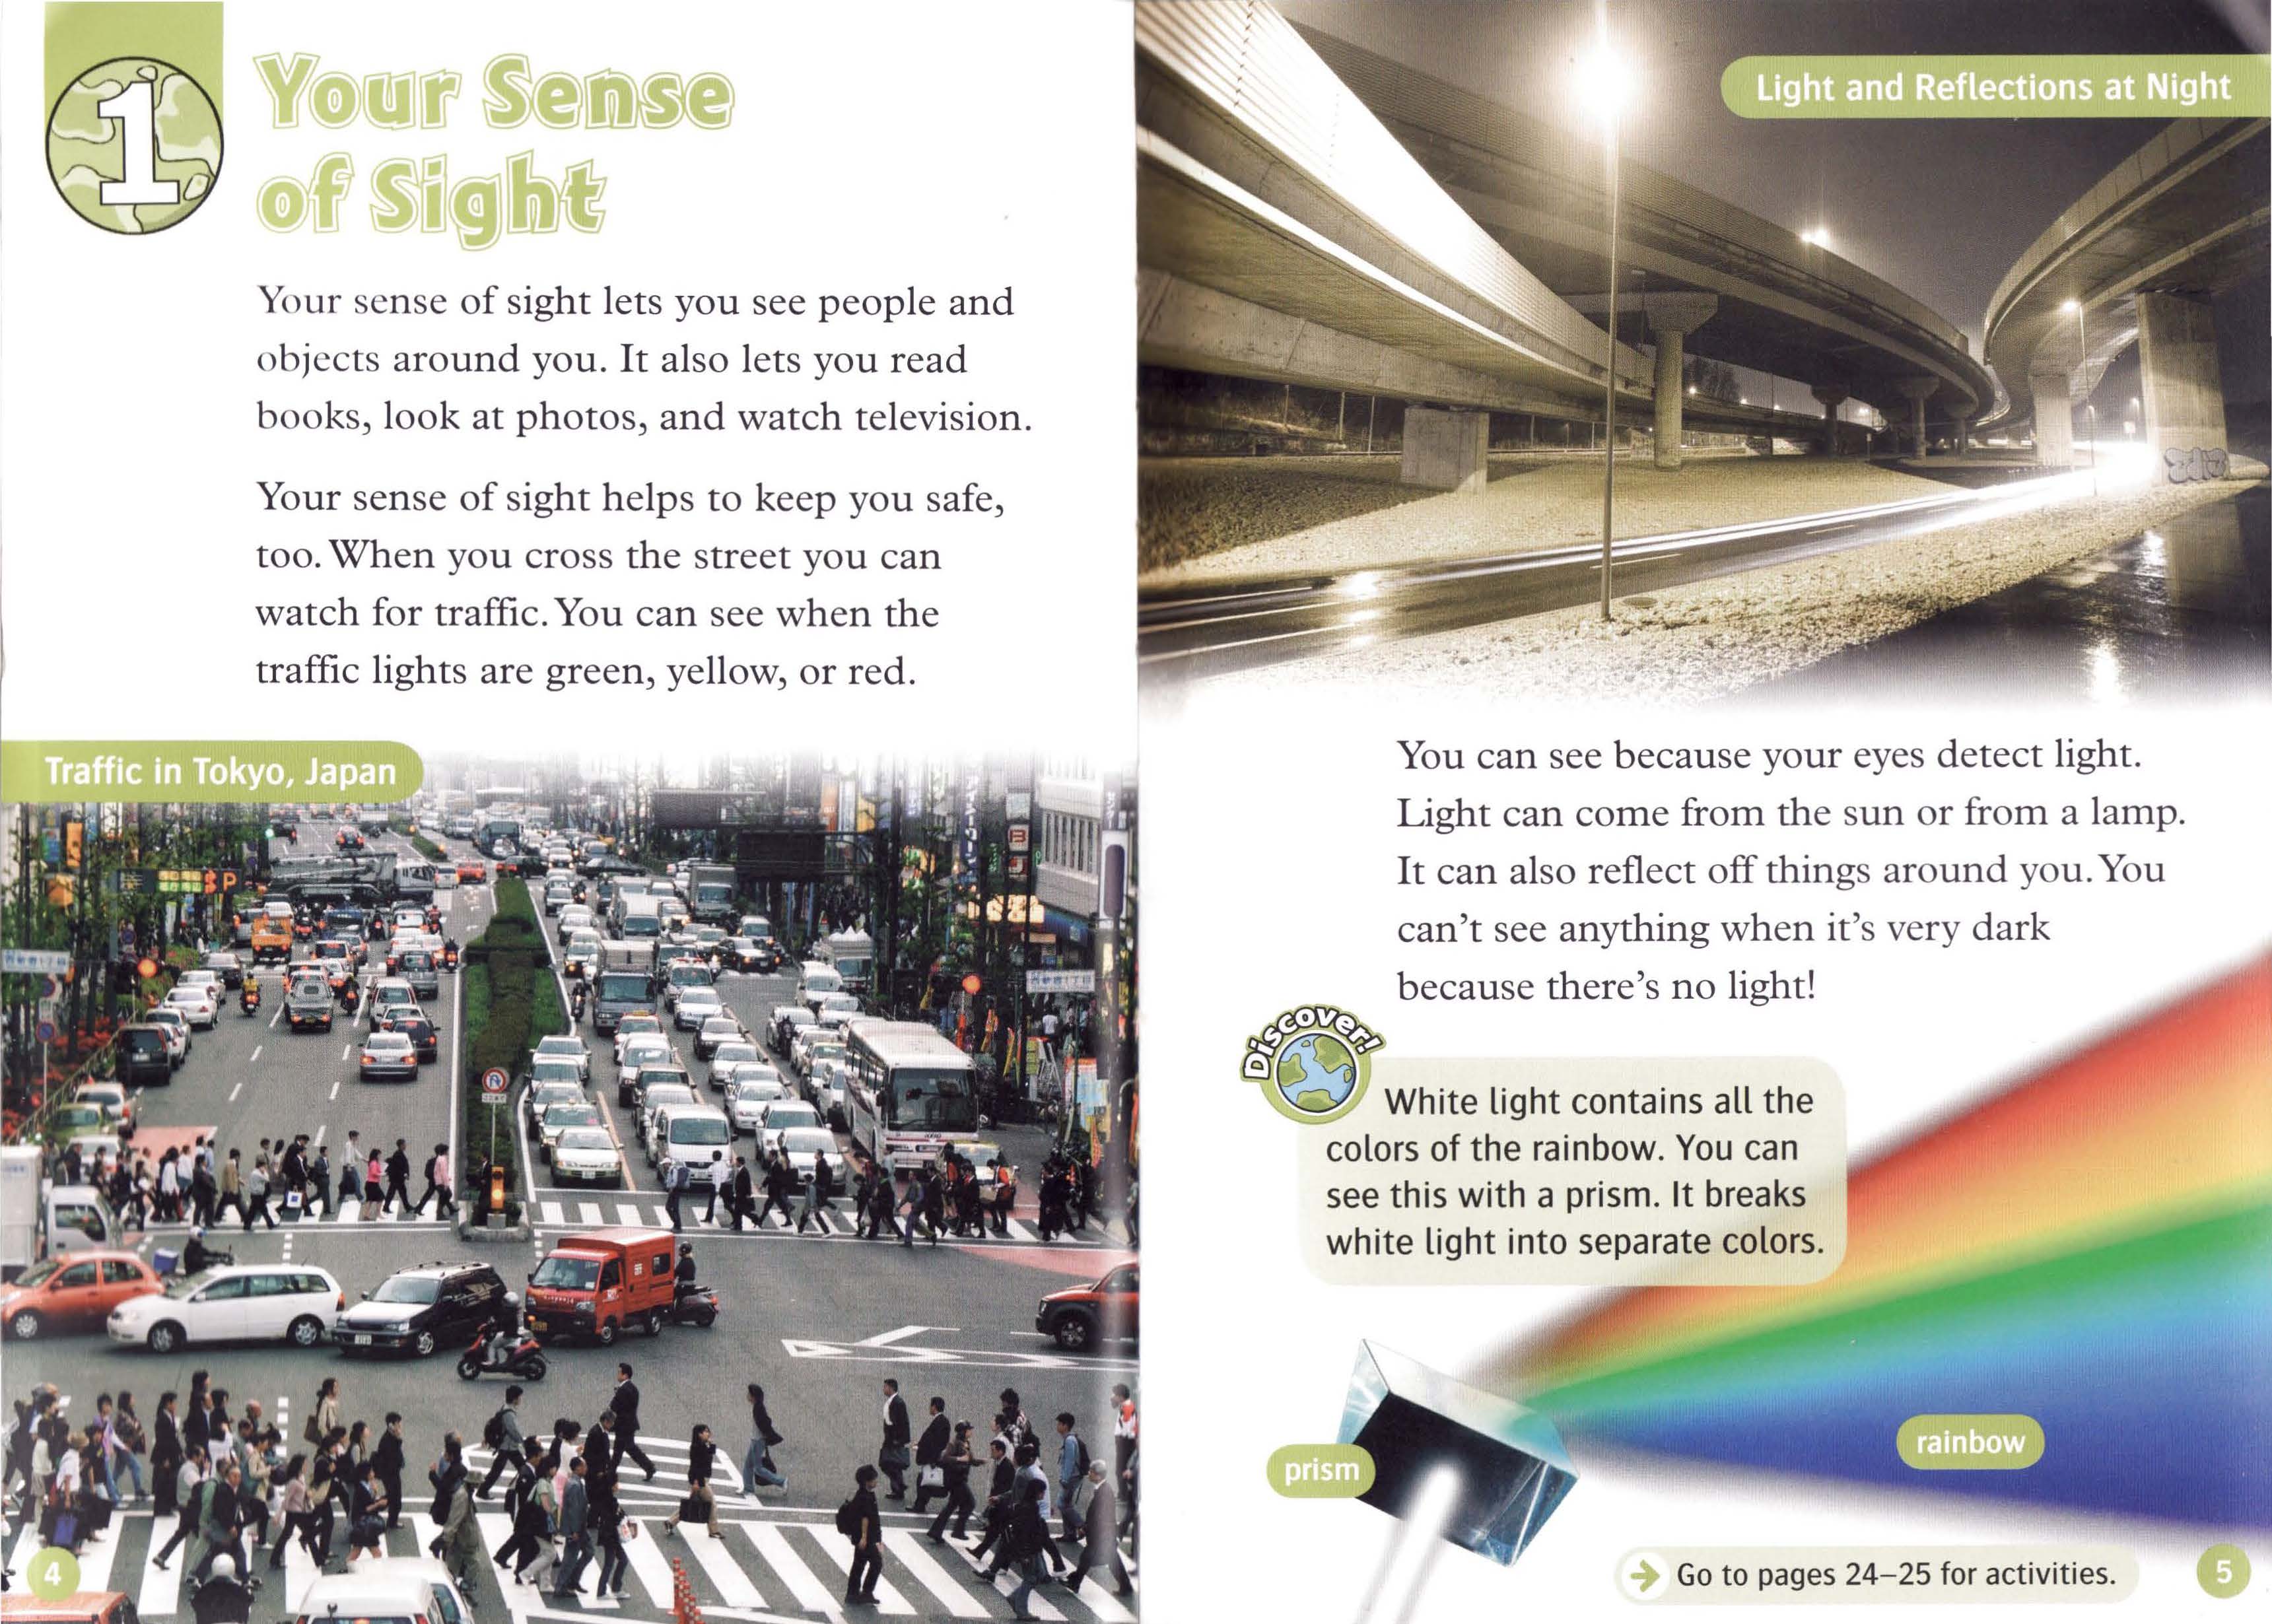 1
Your Sense
of Sight
Your sense of sight lets you see people and
objects around you. It also lets you read
books, look at photos, and watch television.
Your sense of sight helps to keep you safe,
too. When you cross the street you can
watch for traffic. You can see when the
traffic lights are green, yellow, or red.
Traffic in Tokyo, Japan
P
4
Light and Reflections at Night
You can see because your eyes detect light.
Light can come from the sun or from a lamp.
It can also reflect off things around you. You
can't see anything when it's very dark
because there's no light!
Discover!
White light contains all the
colors of the rainbow. You can
see this with a prism. It breaks
white light into separate colors.
prism
rainbow
Go to pages 24–25 for activities.
5